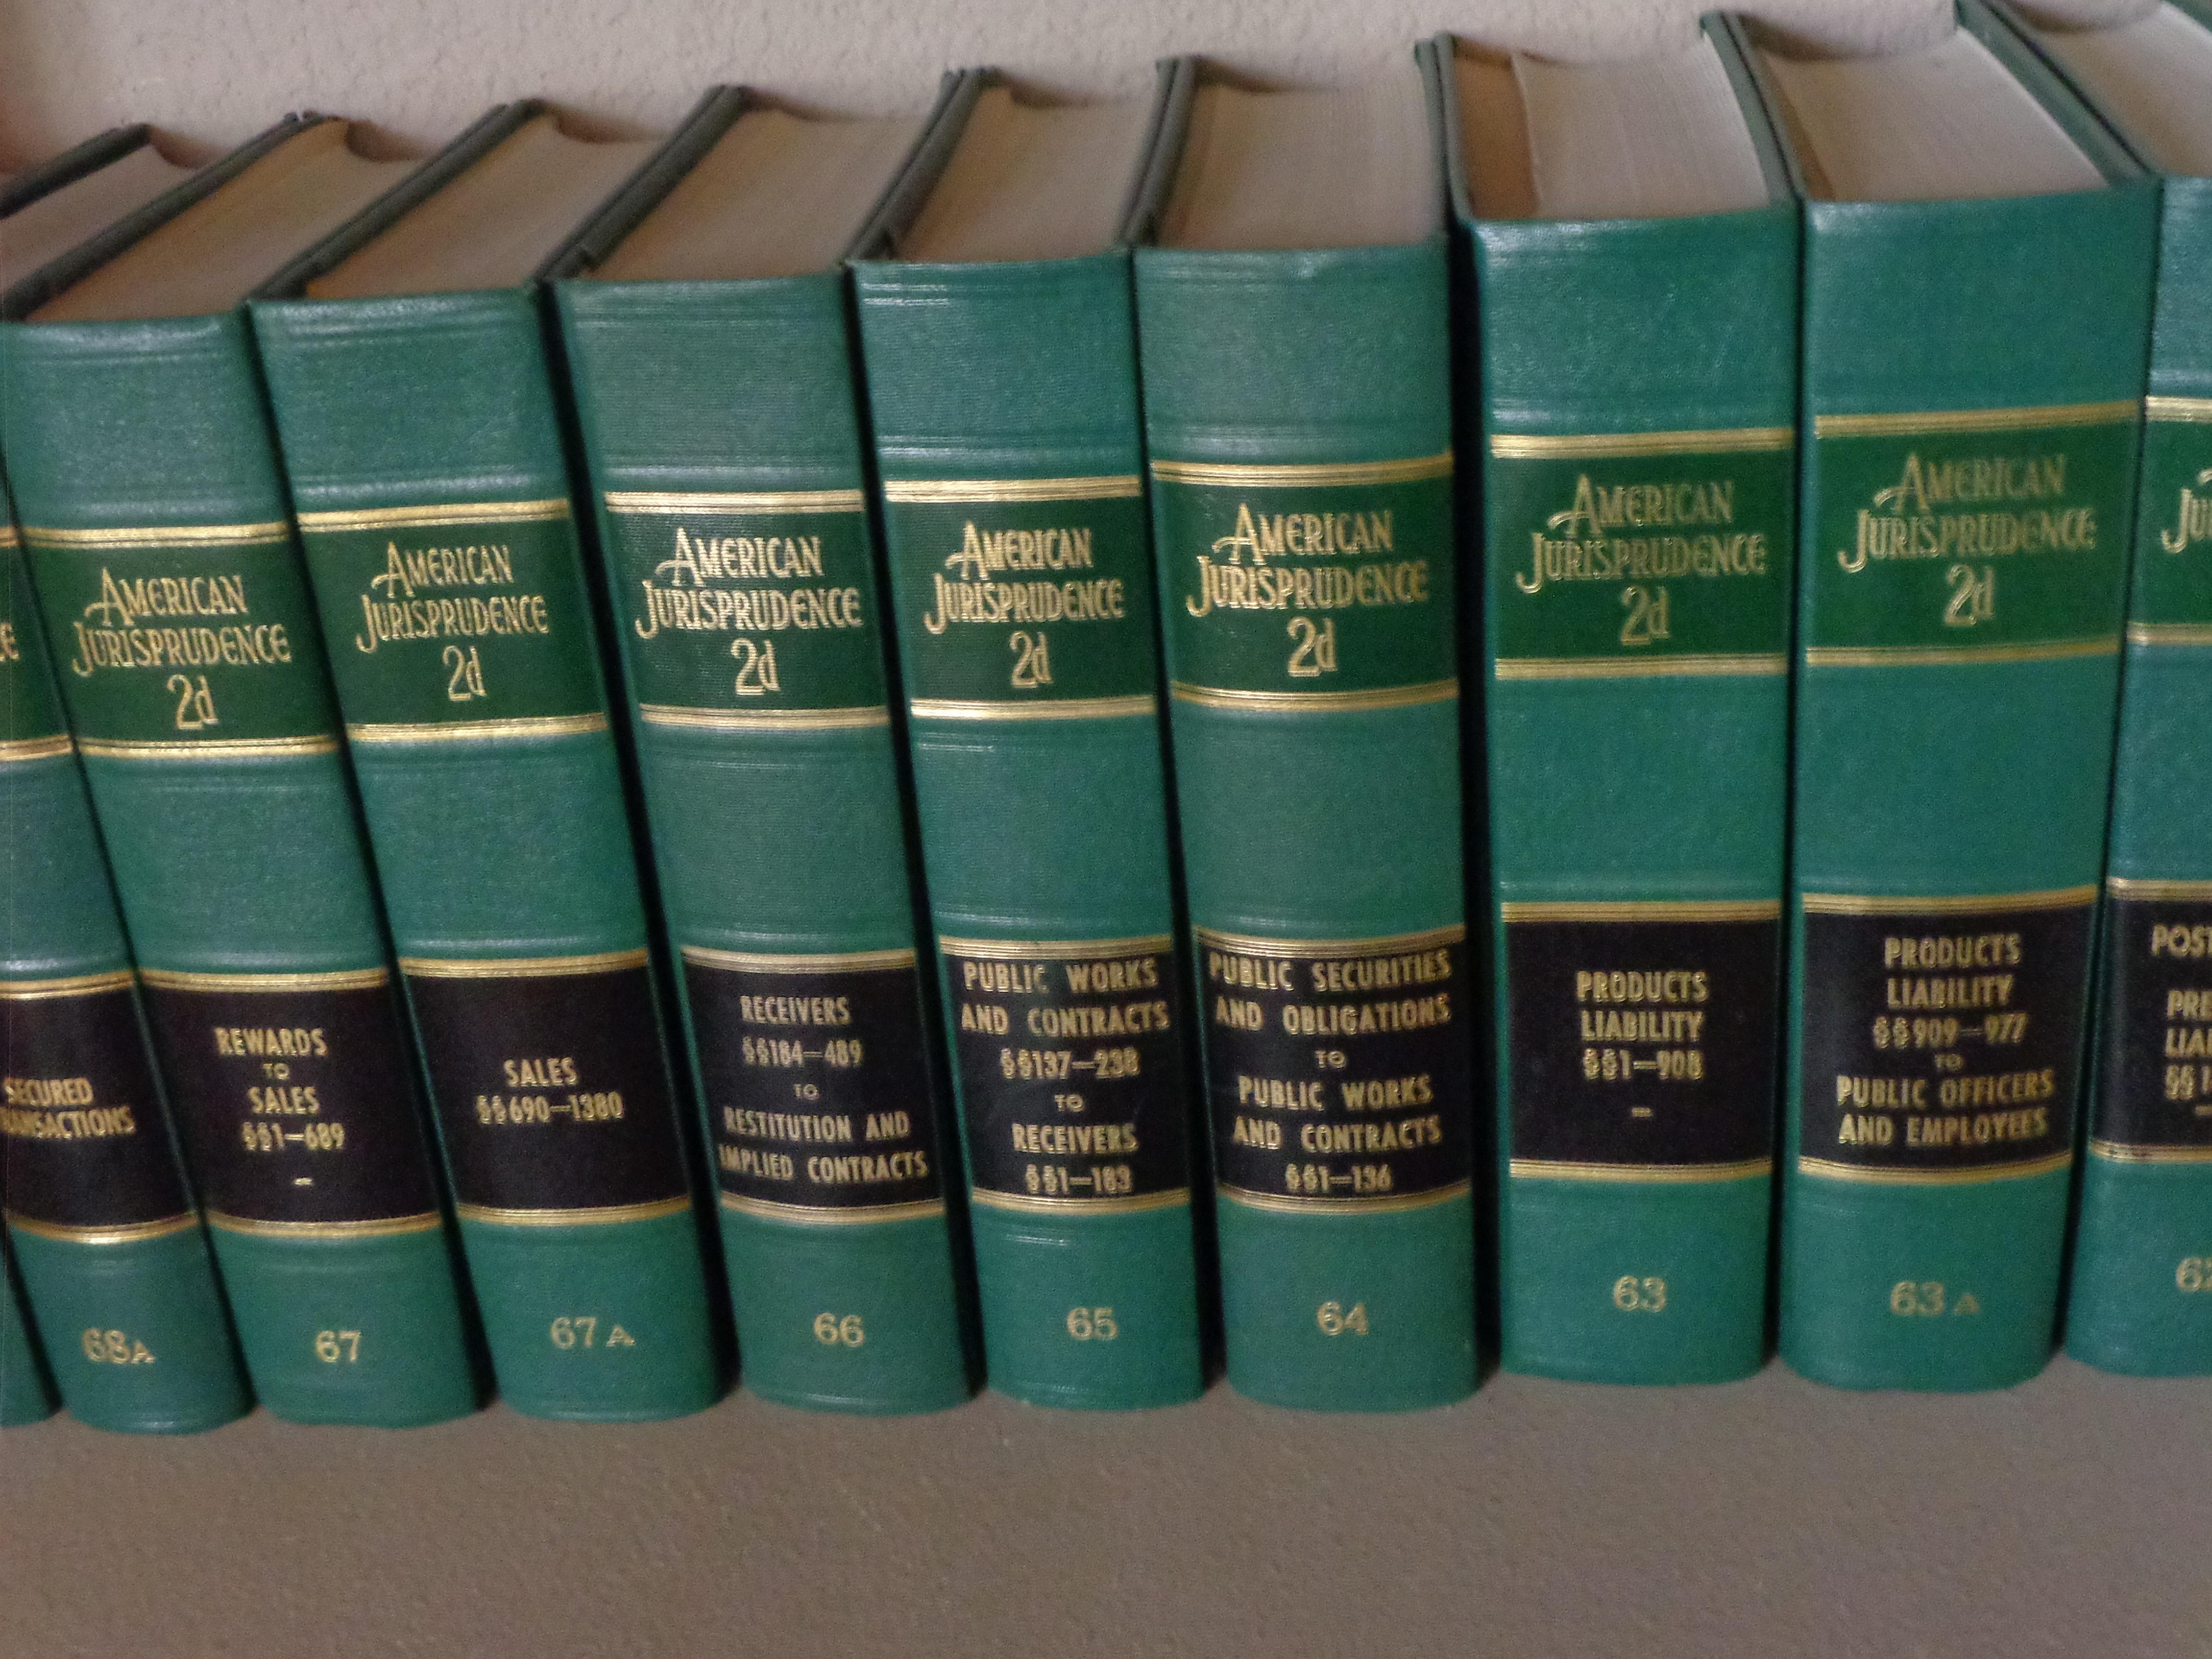 SECURED
68A
AMERICAN
JURISPRUDENCE
2d
REWARDS
TO
SALES
§§1—689
67
AMERICAN
JURISPRUDENCE
2d
SALES
§§690—1380
67A
AMERICAN
JURISPRUDENCE
2d
RECEIVERS
§§184—489
TO
RESTITUTION AND
IMPLIED CONTRACTS
66
AMERICAN
JURISPRUDENCE
2d
PUBLIC WORKS
AND CONTRACTS
§§137—238
TO
RECEIVERS
§§1—183
65
AMERICAN
JURISPRUDENCE
2d
PUBLIC SECURITIES
AND OBLIGATIONS
TO
PUBLIC WORKS
AND CONTRACTS
§§1—136
64
AMERICAN
JURISPRUDENCE
2d
PRODUCTS
LIABILITY
§§1—908
63
AMERICAN
JURISPRUDENCE
2d
PRODUCTS
LIABILITY
§§909—977
TO
PUBLIC OFFICERS
AND EMPLOYEES
63A